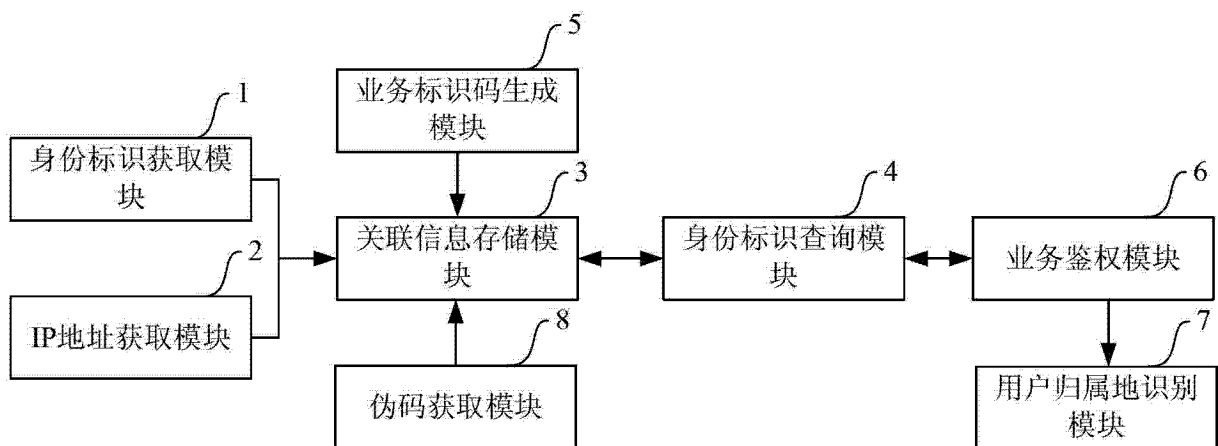 5
业务标识码生成
模块
1
身份标识获取模
块
3
关联信息存储模
块
4
身份标识查询模
块
6
业务鉴权模块
2
IP地址获取模块
8
伪码获取模块
7
用户归属地识别
模块